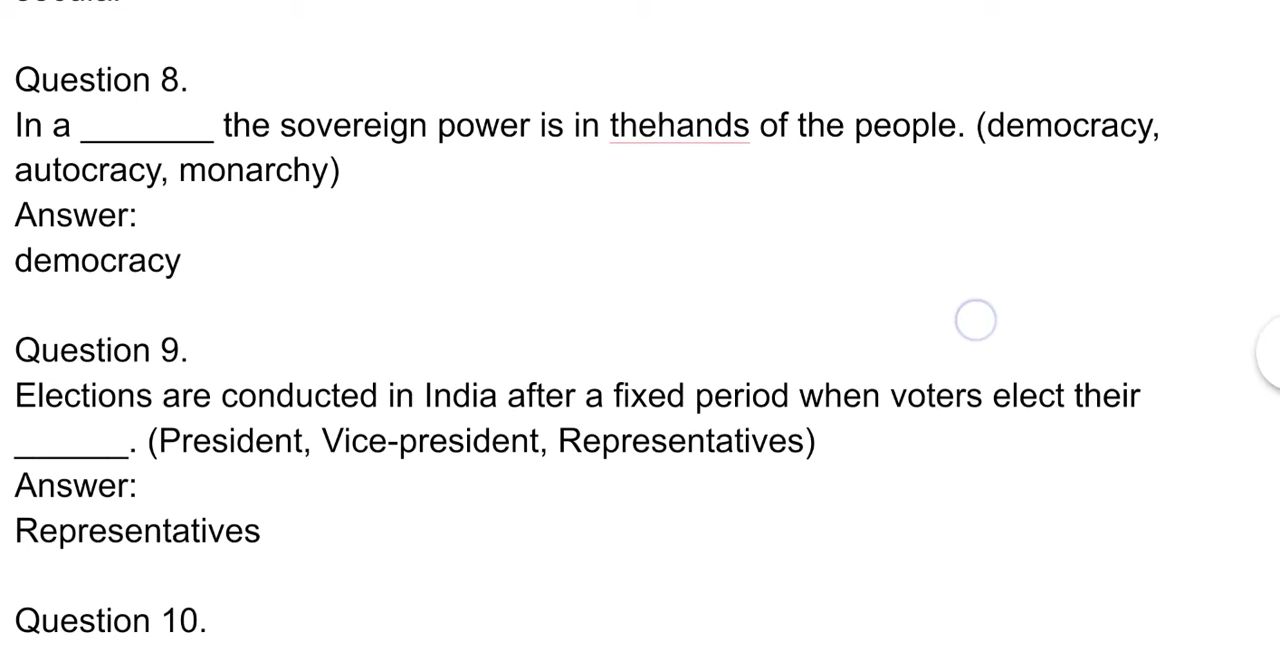 Question 8.
In a _______ the sovereign power is in thehands of the people. (democracy,
autocracy, monarchy)
Answer:
democracy
Question 9.
Elections are conducted in India after a fixed period when voters elect their
______. (President, Vice-president, Representatives)
Answer:
Representatives
Question 10.